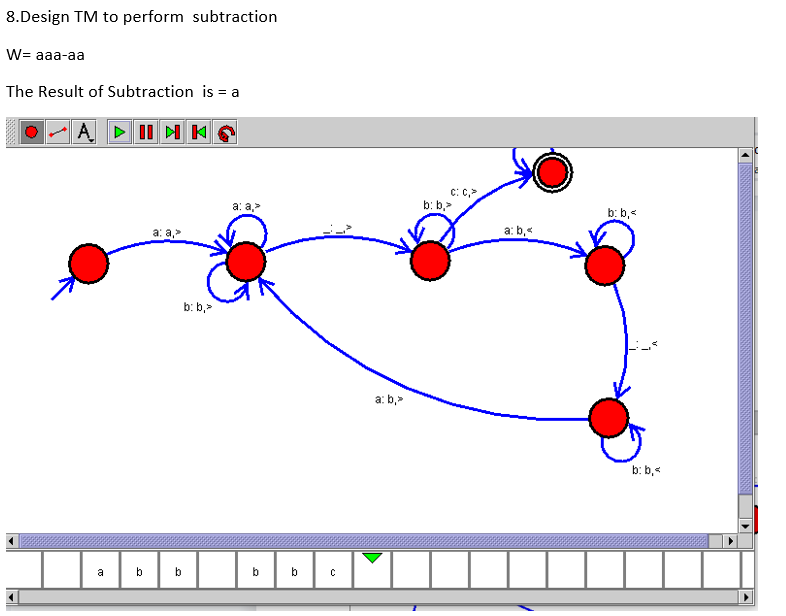 8.Design TM to perform subtraction
W= aaa-aa
The Result of Subtraction is = a
A
c: c,>
a: a,> b: b,> b: b,<
a: a,> _: _,> a: b,<
b: b,>
_: _,<
a: b,>
b: b,<
a b b b b c